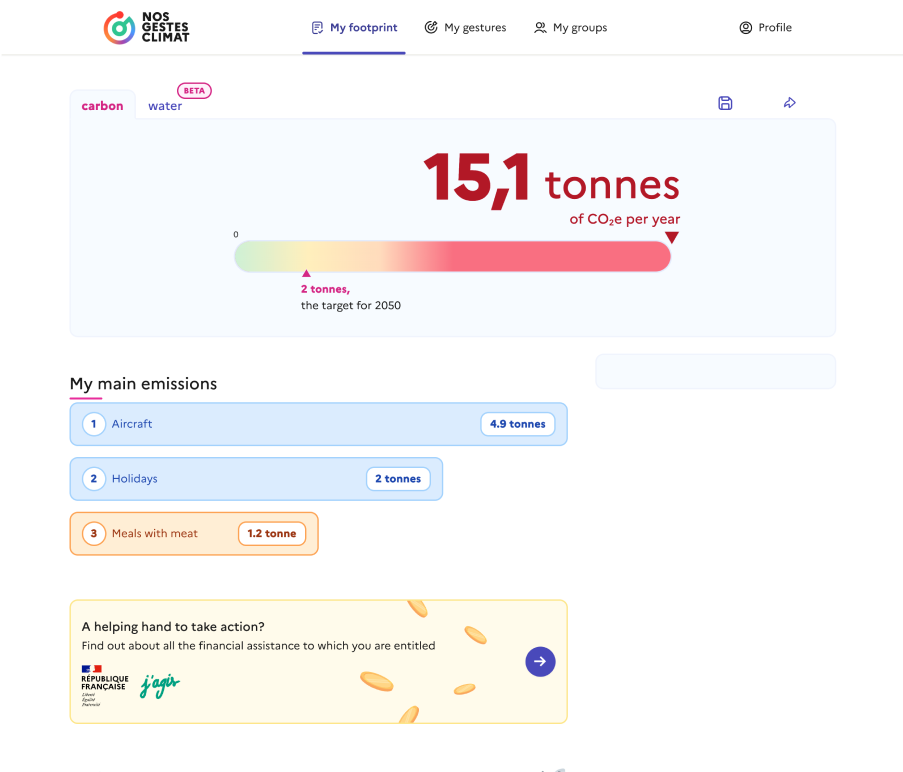 NOS
GESTES
CLIMAT
My footprint
My gestures
My groups
Profile
carbon
water
BETA
15,1 tonnes
of CO₂e per year
0
2 tonnes,
the target for 2050
My main emissions
1 Aircraft 4.9 tonnes
2 Holidays 2 tonnes
3 Meals with meat 1.2 tonne
A helping hand to take action?
Find out about all the financial assistance to which you are entitled
RÉPUBLIQUE
FRANÇAISE
Liberté
Égalité
Fraternité
j'agir